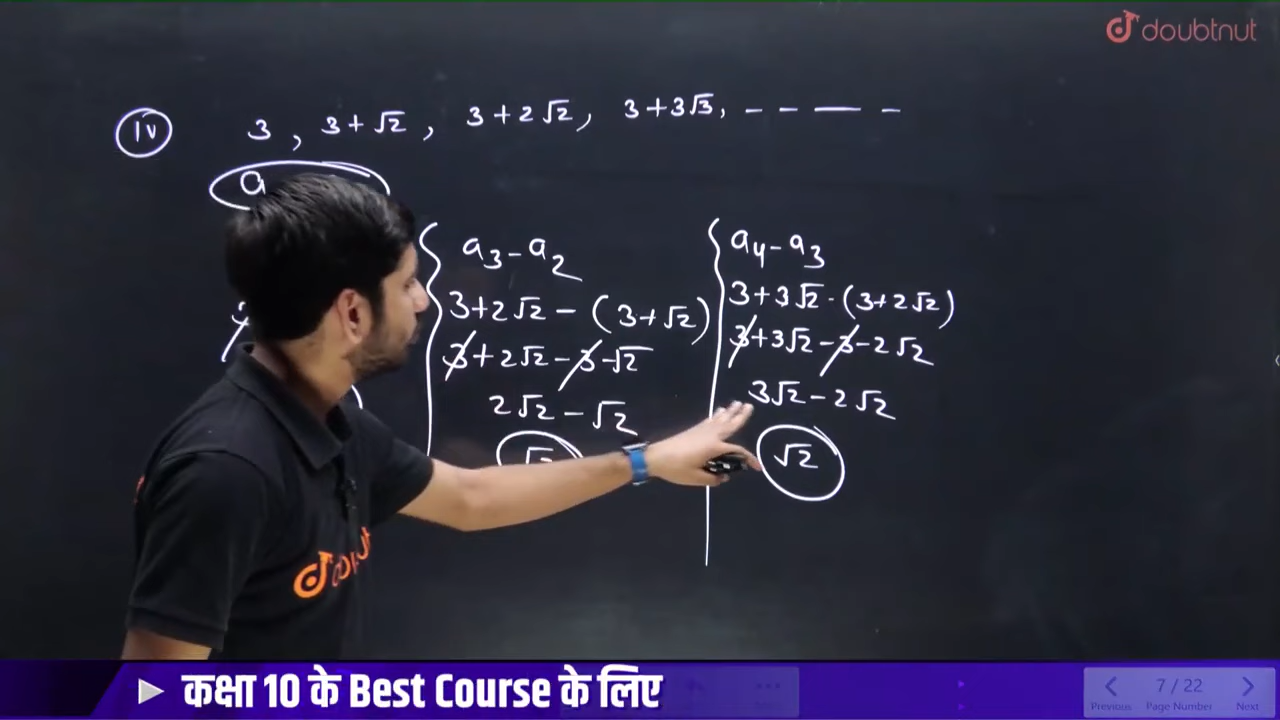 doubtnut
iv 3, 3+√2, 3+2√2, 3+3√3, - - — -
a
a3-a2
3+2√2 - (3+√2)
3+2√2-3-√2
2√2-√2
a4-a3
3+3√2-(3+2√2)
3+3√2-3-2√2
3√2-2√2
√2
कक्षा 10 के Best Course के लिए
7 / 22
Previous Page Number Next